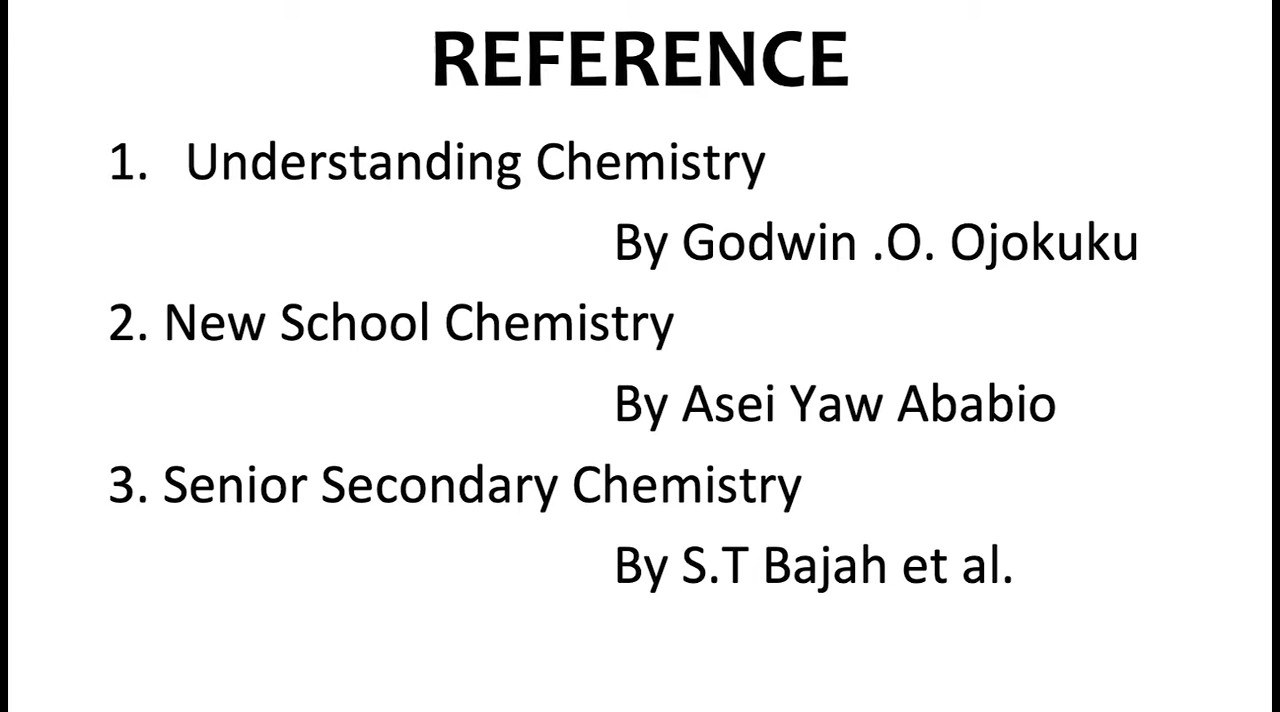 REFERENCE
1. Understanding Chemistry
By Godwin .O. Ojokuku
2. New School Chemistry
By Asei Yaw Ababio
3. Senior Secondary Chemistry
By S.T Bajah et al.